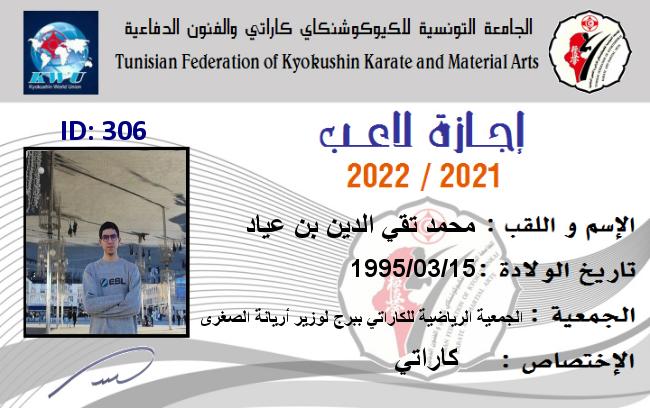 الجامعة التونسية للكيوكوشنكاي كاراتي والفنون الدفاعية
Tunisian Federation of Kyokushin Karate and Material Arts
KWU
Kyokushin World Union
ID: 306
إجازة لاعب
2022 / 2021
الإسم و اللقب : محمد تقي الدين بن عياد
تاريخ الولادة :1995/03/15
الجمعية : الجمعية الرياضية للكاراتي ببرج لوزير أريانة الصغرى
الإختصاص : كاراتي
EBL